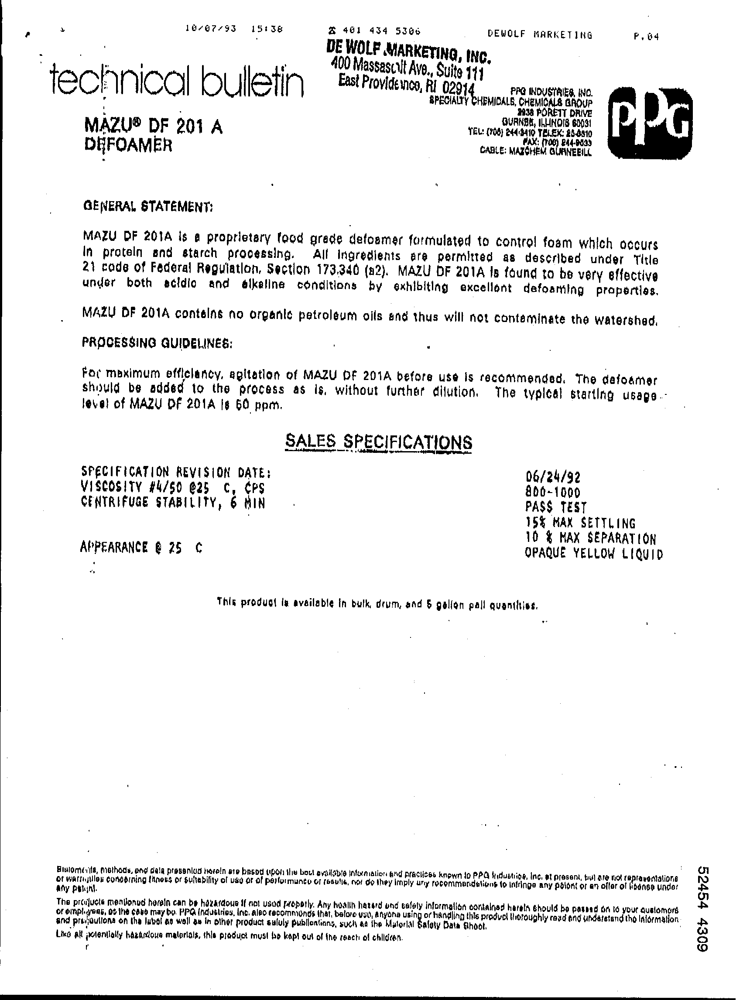 10/07/93 15:38 ☎ 401 434 5306 DEWOLF MARKETING P.04
DE WOLF MARKETING, INC.
400 Massasoit Ave., Suite 111
East Providence, RI 02914
technical bulletin
PPG INDUSTRIES, INC.
SPECIALTY CHEMICALS, CHEMICALS GROUP
3938 PORETT DRIVE
GURNEE, ILLINOIS 60031
TEL: (708) 244-3410 TELEX: 25-3310
FAX: (708) 244-9633
CABLE: MAZCHEM GURNEEILL
PPG
MAZU® DF 201 A
DEFOAMER
GENERAL STATEMENT:
MAZU DF 201A is a proprietary food grade defoamer formulated to control foam which occurs
in protein and starch processing. All ingredients are permitted as described under Title
21 code of Federal Regulation, Section 173.340 (a2). MAZU DF 201A is found to be very effective
under both acidic and alkaline conditions by exhibiting excellent defoaming properties.
MAZU DF 201A contains no organic petroleum oils and thus will not contaminate the watershed.
PROCESSING GUIDELINES:
For maximum efficiency, agitation of MAZU DF 201A before use is recommended. The defoamer
should be added to the process as is, without further dilution. The typical starting usage
level of MAZU DF 201A is 60 ppm.
SALES SPECIFICATIONS
SPECIFICATION REVISION DATE: 06/24/92
VISCOSITY #4/50 @25 C, CPS 800-1000
CENTRIFUGE STABILITY, 6 MIN PASS TEST
15% MAX SETTLING
10 % MAX SEPARATION
APPEARANCE @ 25 C OPAQUE YELLOW LIQUID
This product is available in bulk, drum, and 5 gallon pail quantities.
Statements, methods, and data presented herein are based upon the best available information and practices known to PPG Industries, Inc. at present, but are not representations
or warranties concerning fitness or suitability of use or of performance or results, nor do they imply any recommendations to infringe any patent or an offer of license under
any patent.
The products mentioned herein can be hazardous if not used properly. Any health hazard and safety information contained herein should be passed on to your customers
or employees, as the case may be. PPG Industries, Inc. also recommends that, before use, anyone using or handling this product thoroughly read and understand the information
and precautions on the label as well as in other product safety publications, such as the Material Safety Data Sheet.
Like all potentially hazardous materials, this product must be kept out of the reach of children.
52454 4309